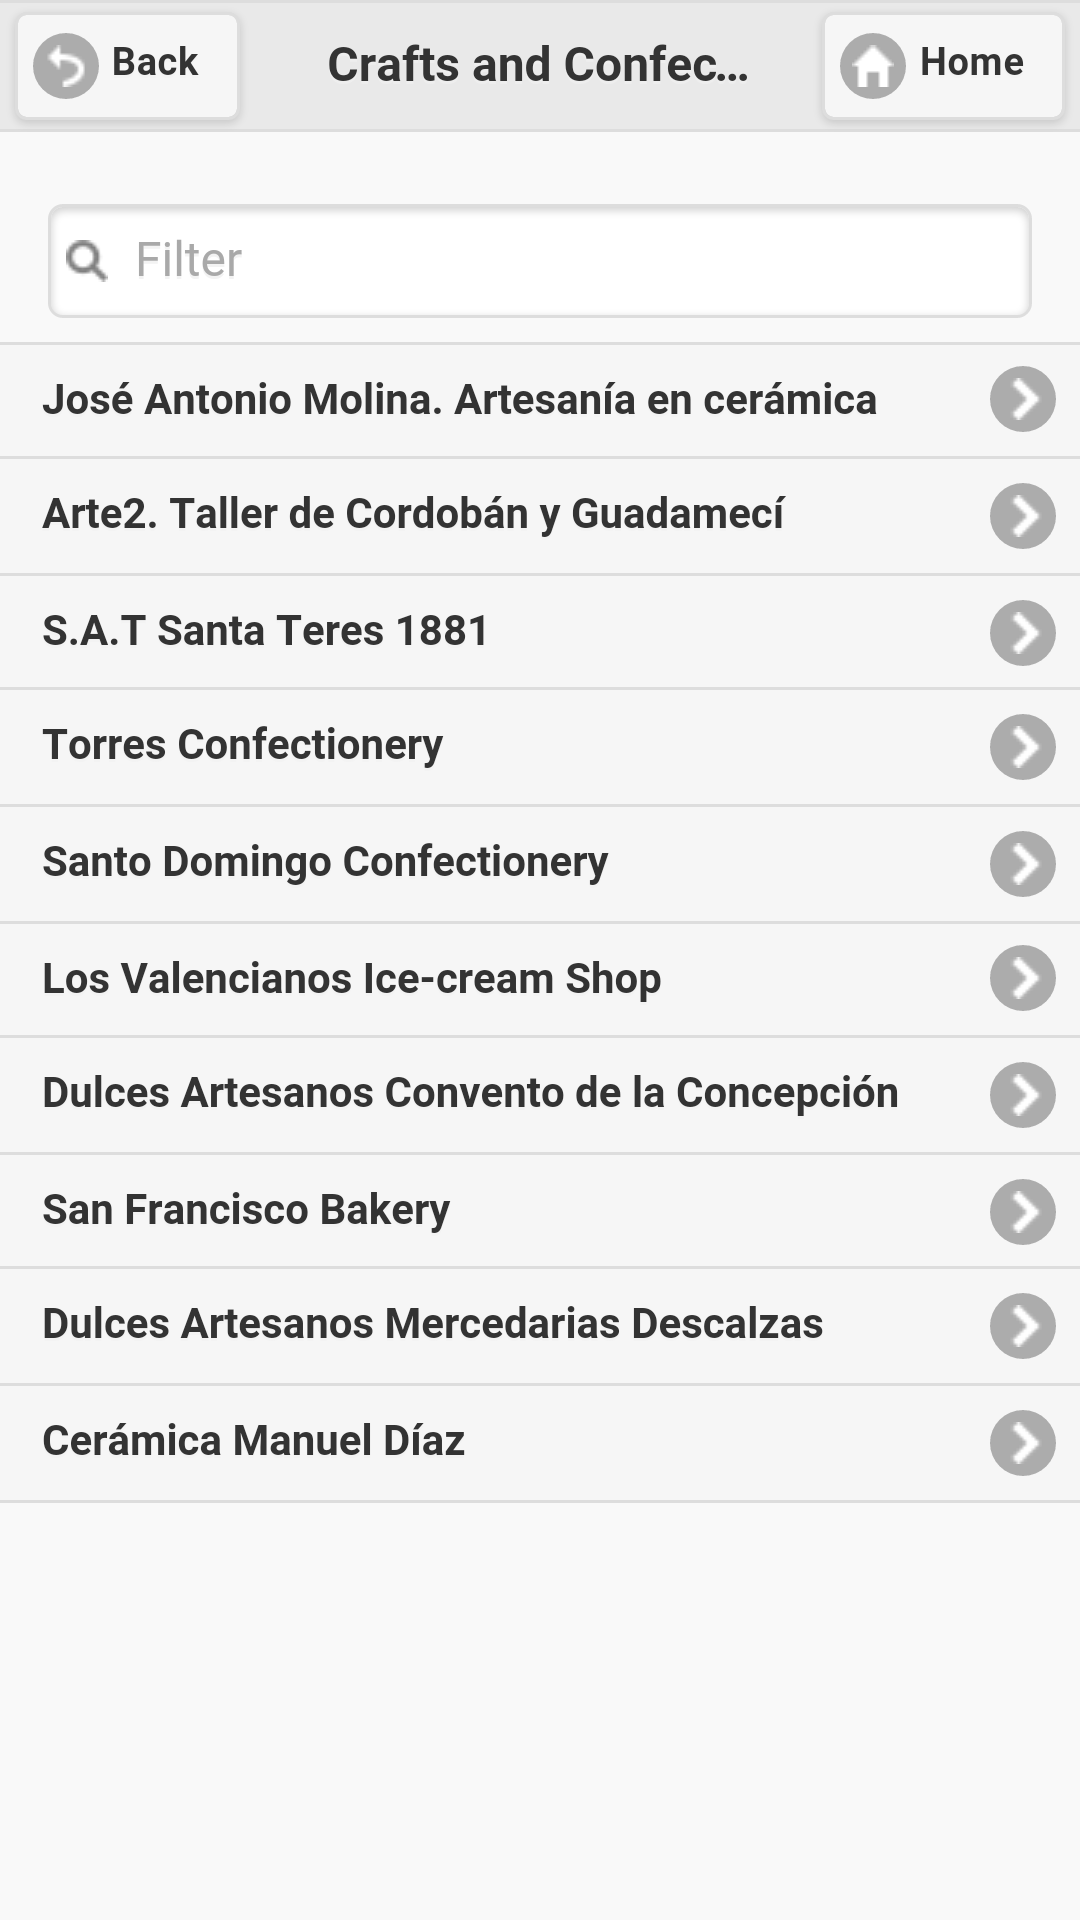 Back
Crafts and Confec...
Home
Filter
José Antonio Molina. Artesanía en cerámica
Arte2. Taller de Cordobán y Guadamecí
S.A.T Santa Teres 1881
Torres Confectionery
Santo Domingo Confectionery
Los Valencianos Ice-cream Shop
Dulces Artesanos Convento de la Concepción
San Francisco Bakery
Dulces Artesanos Mercedarias Descalzas
Cerámica Manuel Díaz